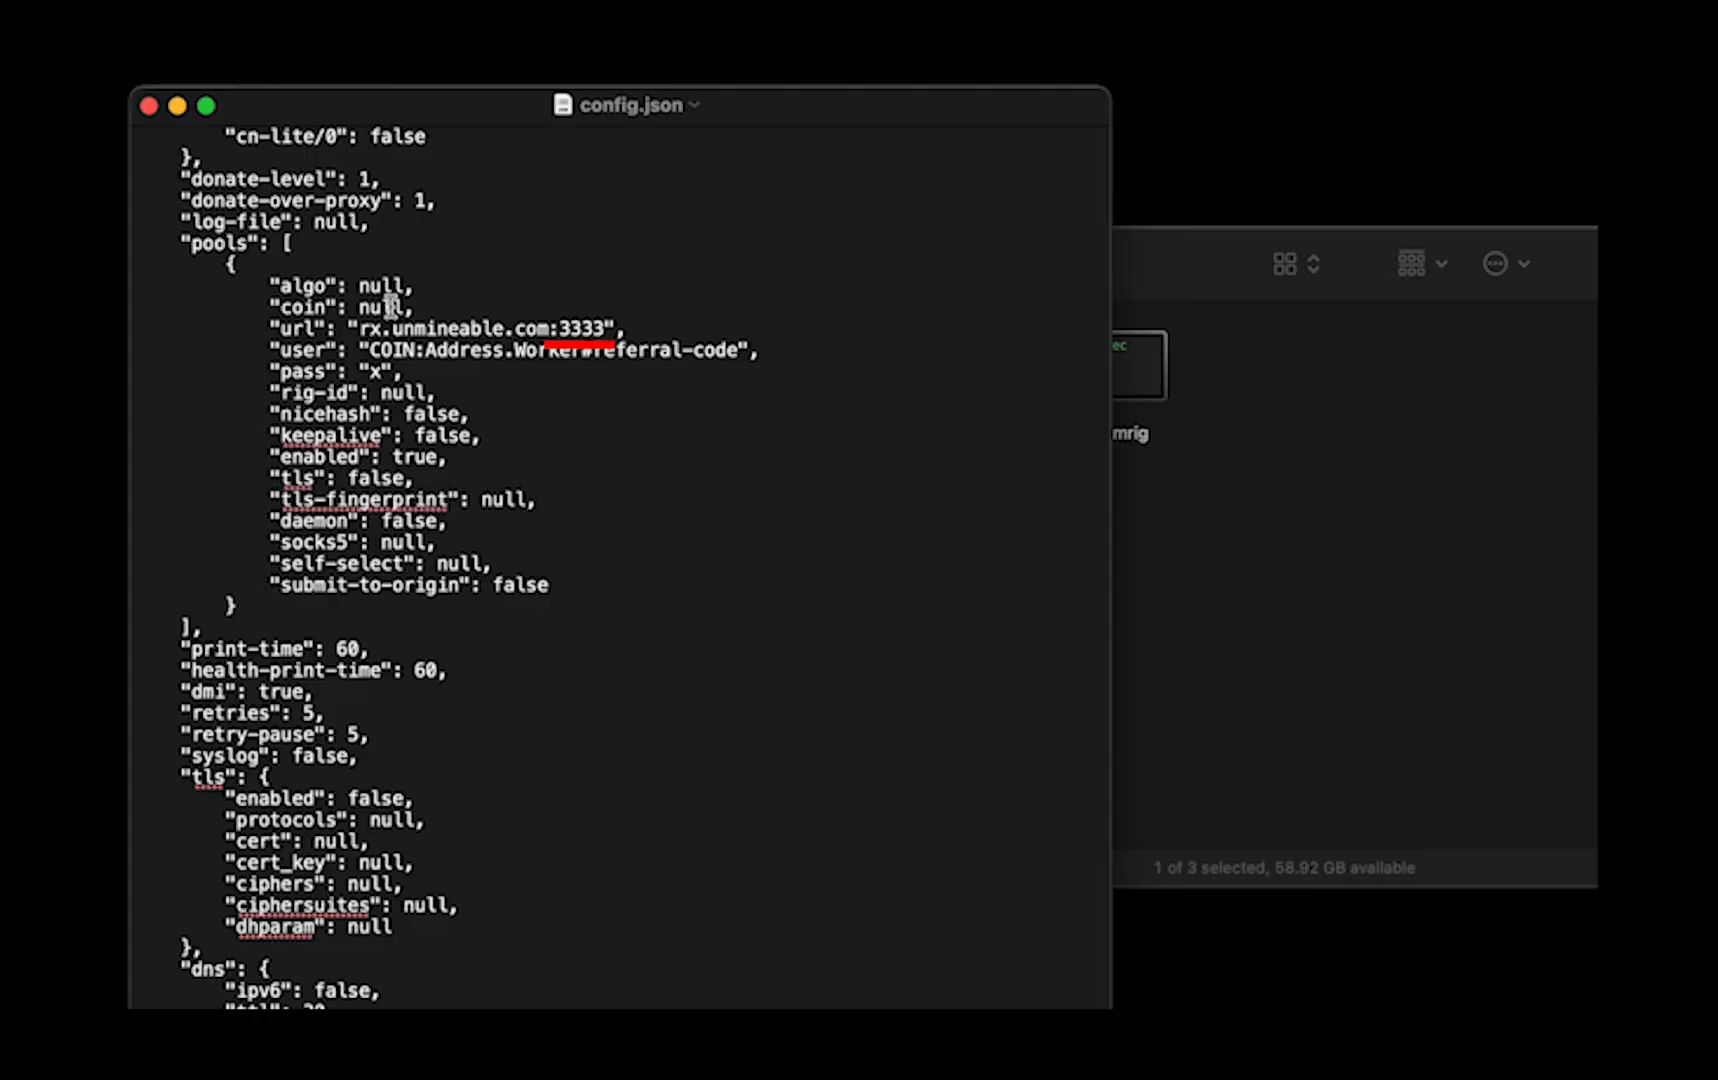 config.json
"cn-lite/0": false
},
"donate-level": 1,
"donate-over-proxy": 1,
"log-file": null,
"pools": [
{
"algo": null,
"coin": null,
"url": "rx.unmineable.com:3333",
"user": "COIN:Address.Worker#referral-code",
"pass": "x",
"rig-id": null,
"nicehash": false,
"keepalive": false,
"enabled": true,
"tls": false,
"tls-fingerprint": null,
"daemon": false,
"socks5": null,
"self-select": null,
"submit-to-origin": false
}
],
"print-time": 60,
"health-print-time": 60,
"dmi": true,
"retries": 5,
"retry-pause": 5,
"syslog": false,
"tls": {
"enabled": false,
"protocols": null,
"cert": null,
"cert_key": null,
"ciphers": null,
"ciphersuites": null,
"dhparam": null
},
"dns": {
"ipv6": false,
ec
mrig
1 of 3 selected, 58.92 GB available